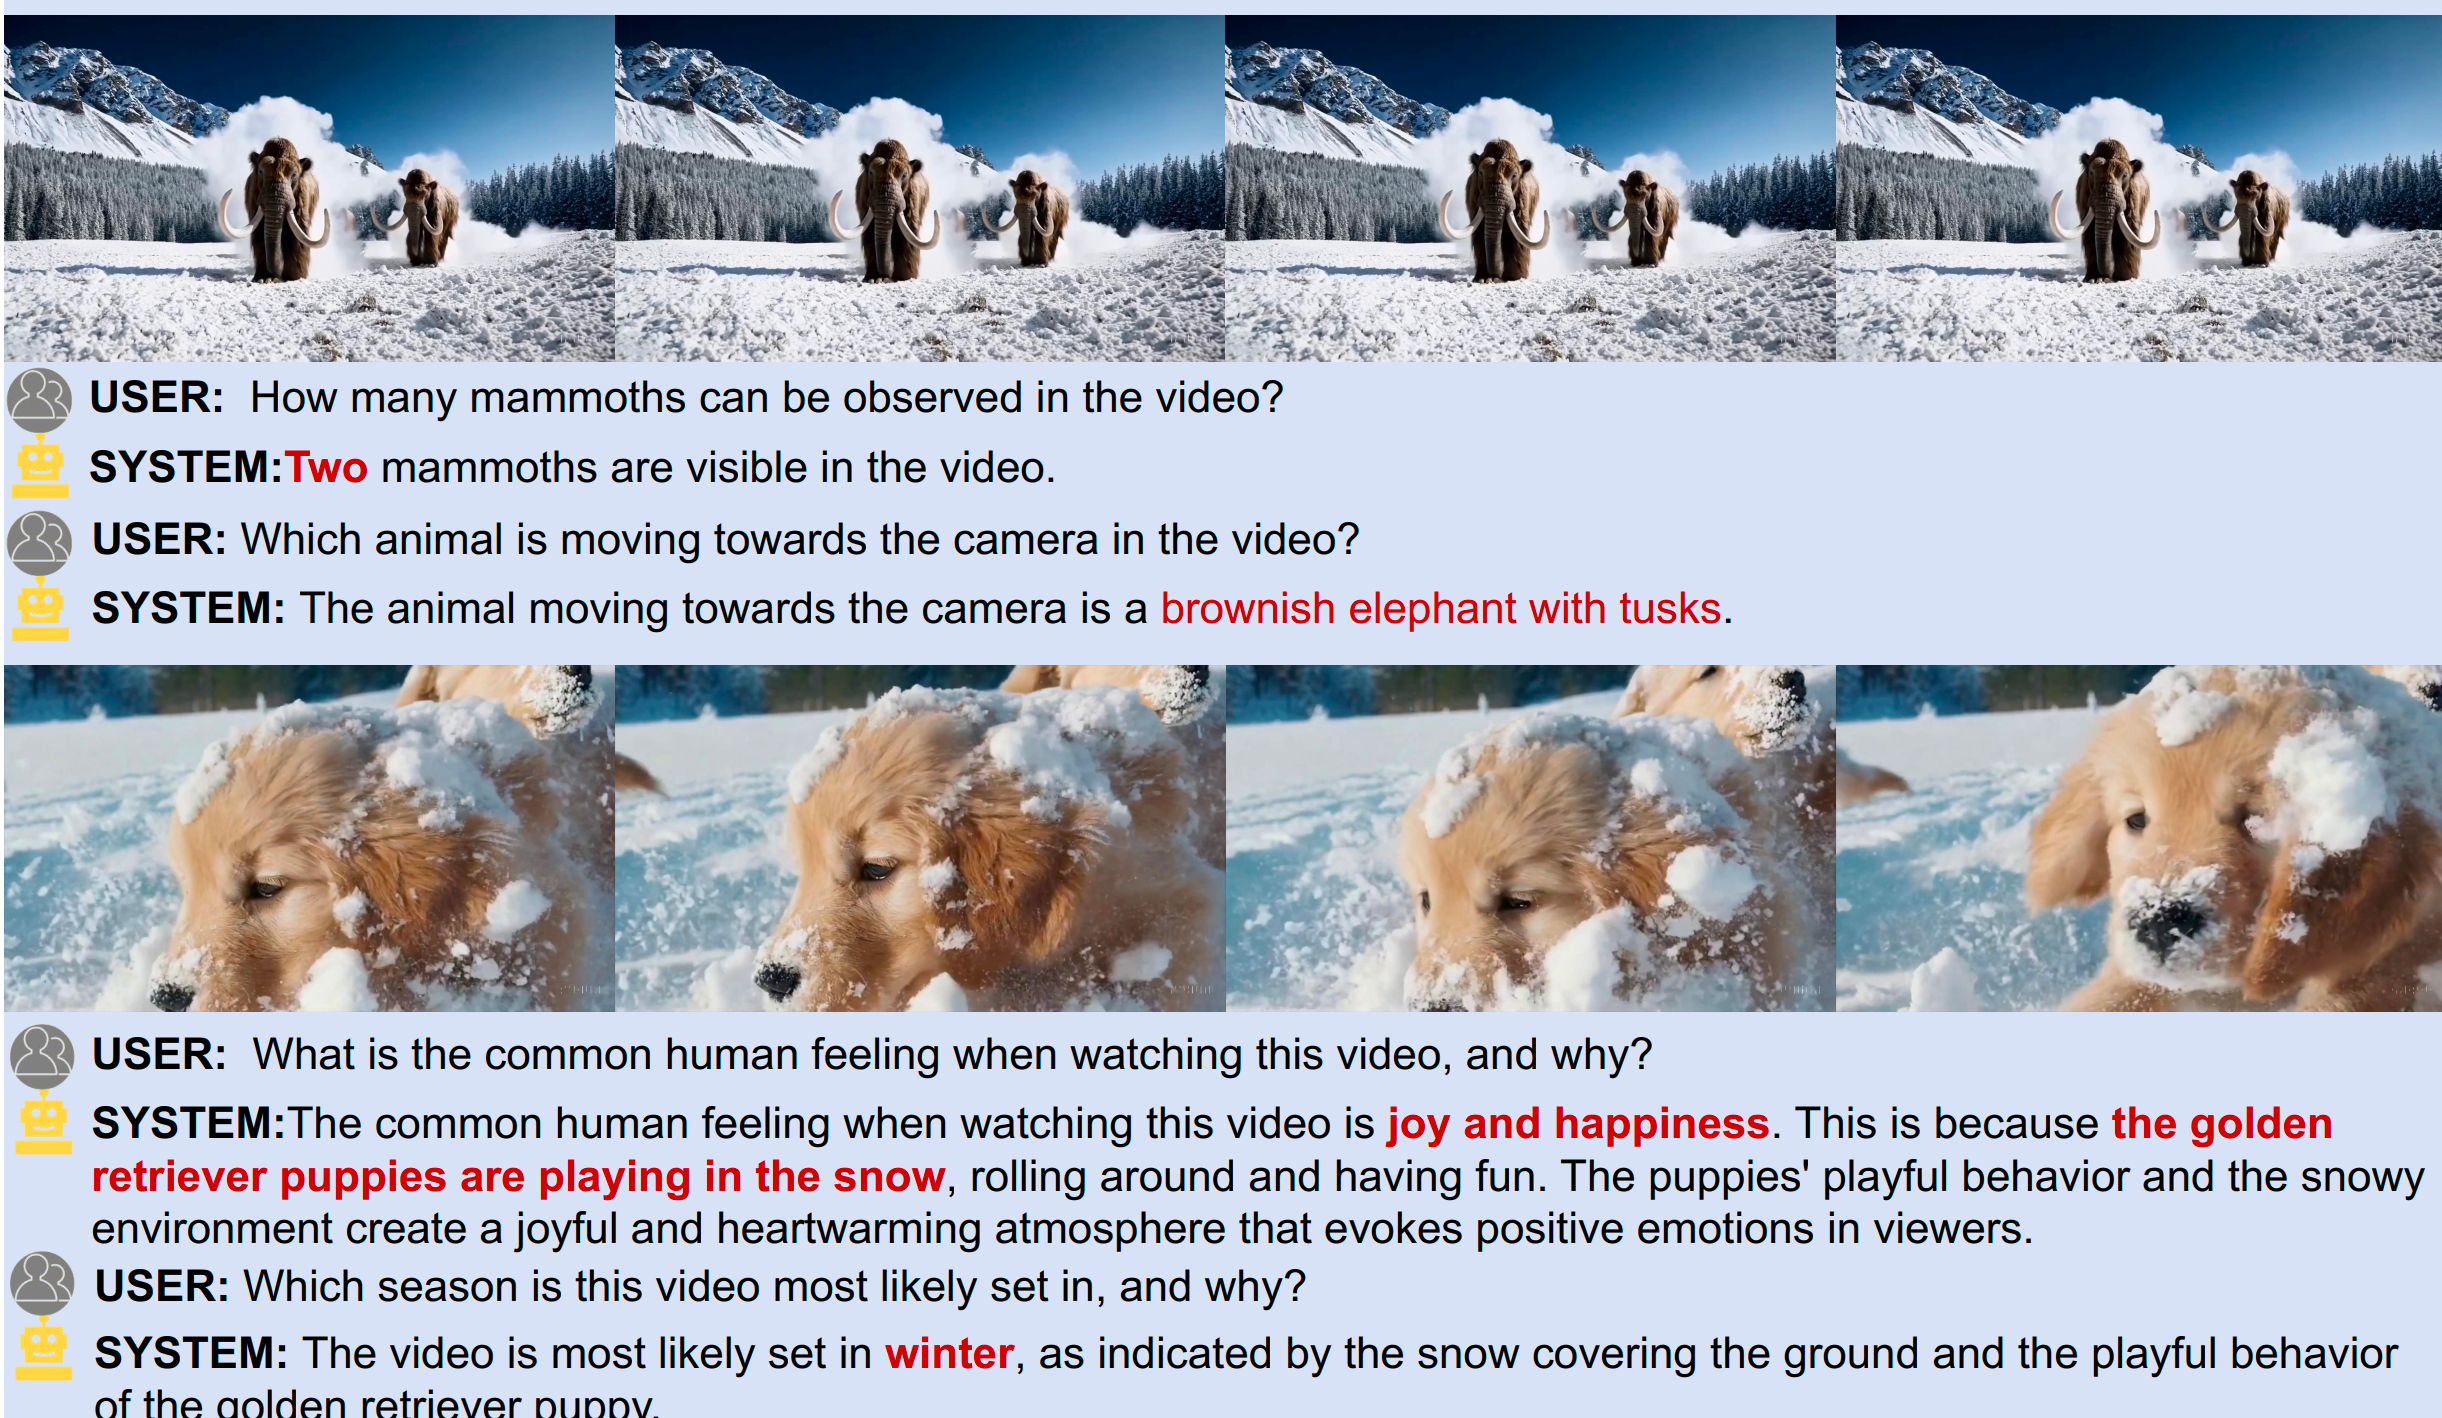 USER: How many mammoths can be observed in the video?
SYSTEM:Two mammoths are visible in the video.
USER: Which animal is moving towards the camera in the video?
SYSTEM: The animal moving towards the camera is a brownish elephant with tusks.
USER: What is the common human feeling when watching this video, and why?
SYSTEM:The common human feeling when watching this video is joy and happiness. This is because the golden
retriever puppies are playing in the snow, rolling around and having fun. The puppies' playful behavior and the snowy
environment create a joyful and heartwarming atmosphere that evokes positive emotions in viewers.
USER: Which season is this video most likely set in, and why?
SYSTEM: The video is most likely set in winter, as indicated by the snow covering the ground and the playful behavior
of the golden retriever puppy.